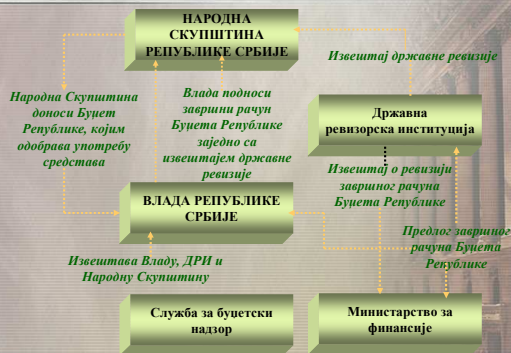 НАРОДНА
СКУПШТИНА
РЕПУБЛИКЕ СРБИЈЕ
Извештај државне ревизије
Народна Скупштина
доноси Буџет
Републике, којим
одобрава употребу
средстава
Влада подноси
завршни рачун
Буџета Републике
заједно са
извештајем државне
ревизије
Државна
ревизорска институција
Извештај о ревизији
завршног рачуна
Буџета Републике
ВЛАДА РЕПУБЛИКЕ
СРБИЈЕ
Предлог завршног
рачуна Буџета
Републике
Извештава Владу, ДРИ и
Народну Скупштину
Служба за буџетски
надзор
Министарство за
финансије